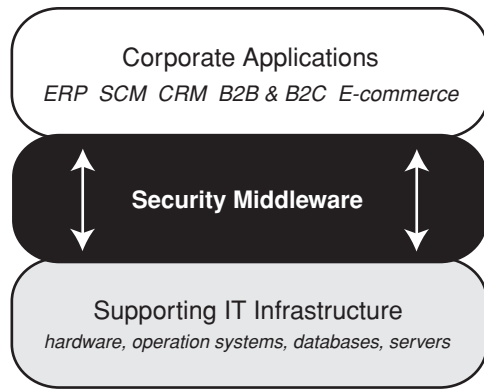 Corporate Applications
ERP SCM CRM B2B & B2C E-commerce
Security Middleware
Supporting IT Infrastructure
hardware, operation systems, databases, servers